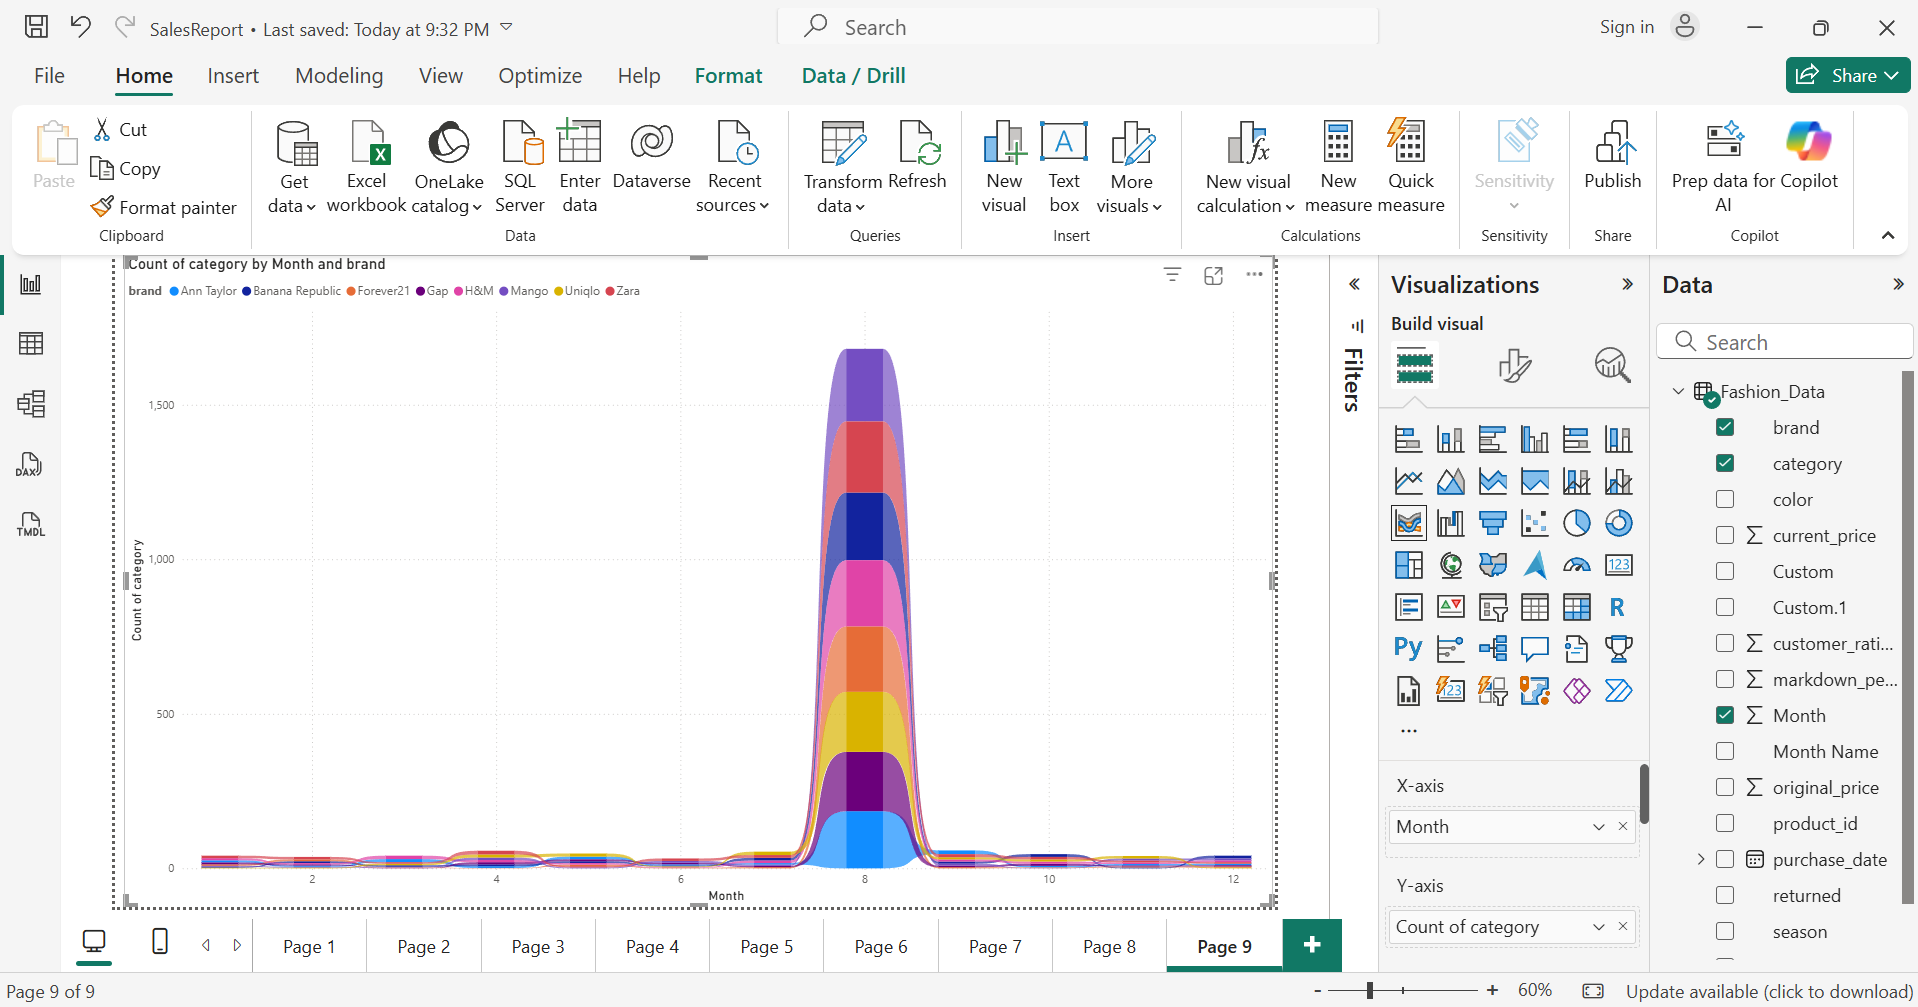 SalesReport • Last saved: Today at 9:32 PM
Search
Sign in
File Home Insert Modeling View Optimize Help Format Data / Drill
Share
Paste
Cut
Copy
Format painter
Clipboard
Get data
Excel workbook
OneLake catalog
SQL Server
Enter data
Dataverse
Recent sources
Data
Transform data
Refresh
Queries
New visual
Text box
More visuals
Insert
New visual calculation
New measure
Quick measure
Calculations
Sensitivity
Sensitivity
Publish
Share
Prep data for AI
Copilot
Copilot
DAX
TMDL
Count of category by Month and brand
brand Ann Taylor Banana Republic Forever21 Gap H&M Mango Uniqlo Zara
1,500
1,000
500
0
Count of category
2 4 6 8 10 12
Month
Filters
Visualizations
Build visual
123
R
Py
123
...
X-axis
Month
Y-axis
Count of category
Data
Search
Fashion_Data
brand
category
color
current_price
Custom
Custom.1
customer_rati...
markdown_pe...
Month
Month Name
original_price
product_id
purchase_date
returned
season
Page 1 Page 2 Page 3 Page 4 Page 5 Page 6 Page 7 Page 8 Page 9 +
Page 9 of 9
- + 60%
Update available (click to download)